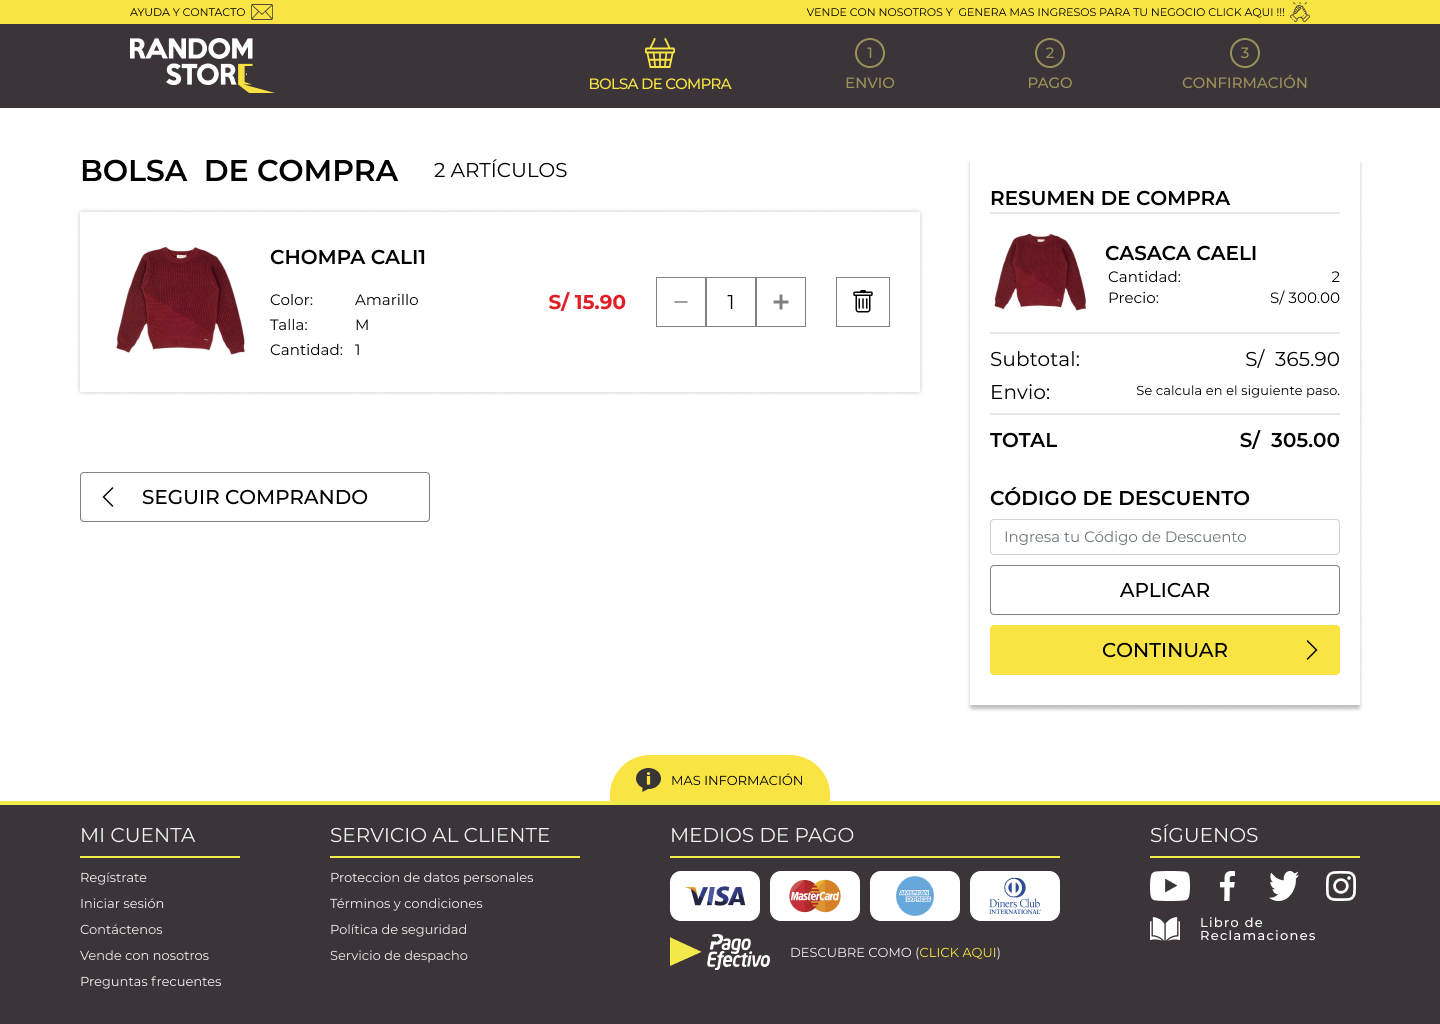 AYUDA Y CONTACTO
VENDE CON NOSOTROS Y GENERA MAS INGRESOS PARA TU NEGOCIO CLICK AQUI !!!
RANDOM
STORE
BOLSA DE COMPRA
1
ENVIO
2
PAGO
3
CONFIRMACIÓN
BOLSA DE COMPRA
2 ARTÍCULOS
CHOMPA CALI1
Color: Amarillo
Talla: M
Cantidad: 1
S/ 15.90
− 1 +
SEGUIR COMPRANDO
RESUMEN DE COMPRA
CASACA CAELI
Cantidad: 2
Precio: S/ 300.00
Subtotal: S/ 365.90
Envio: Se calcula en el siguiente paso.
TOTAL S/ 305.00
CÓDIGO DE DESCUENTO
Ingresa tu Código de Descuento
APLICAR
CONTINUAR
MAS INFORMACIÓN
MI CUENTA
Regístrate
Iniciar sesión
Contáctenos
Vende con nosotros
Preguntas frecuentes
SERVICIO AL CLIENTE
Proteccion de datos personales
Términos y condiciones
Política de seguridad
Servicio de despacho
MEDIOS DE PAGO
VISA
MasterCard
AMERICAN
EXPRESS
Diners Club
INTERNATIONAL
Pago
Efectivo
DESCUBRE COMO (CLICK AQUI)
SÍGUENOS
Libro de
Reclamaciones